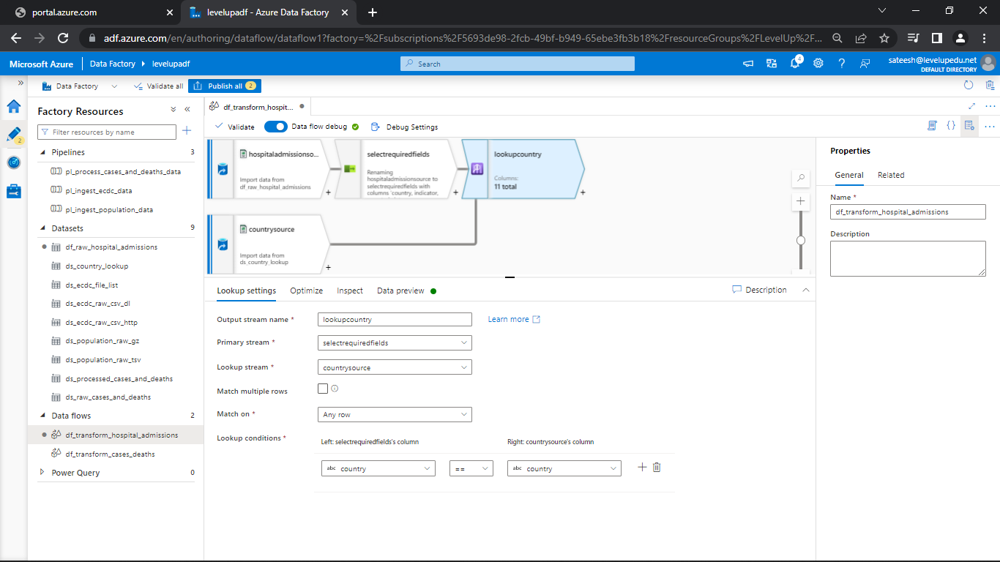 portal.azure.com
levelupadf - Azure Data Factory
adf.azure.com/en/authoring/dataflow/dataflow1?factory=%2Fsubscriptions%2F5693de98-2fcb-49bf-b949-65ebe3fb3b18%2FresourceGroups%2FLevelUp%2F...
Microsoft Azure
Data Factory
levelupadf
Search
4
sateesh@levelupedu.net
DEFAULT DIRECTORY
Data Factory
Validate all
Publish all 2
2
Factory Resources
Filter resources by name
Pipelines 3
pl_process_cases_and_deaths_data
pl_ingest_ecdc_data
pl_ingest_population_data
Datasets 9
df_raw_hospital_admissions
ds_country_lookup
ds_ecdc_file_list
ds_ecdc_raw_csv_dl
ds_ecdc_raw_csv_http
ds_population_raw_gz
ds_population_raw_tsv
ds_processed_cases_and_deaths
ds_raw_cases_and_deaths
Data flows 2
df_transform_hospital_admissions
df_transform_cases_deaths
Power Query 0
df_transform_hospit...
Validate
Data flow debug
Debug Settings
hospitaladmissionso...
Import data from
df_raw_hospital_admissions
selectrequiredfields
Renaming
hospitaladmissionsource to
selectrequiredfields with
columns 'country, indicator,
lookupcountry
Columns:
11 total
countrysource
Import data from
ds_country_lookup
Lookup settings
Optimize
Inspect
Data preview
Description
Output stream name *
lookupcountry
Learn more
Primary stream *
selectrequiredfields
Lookup stream *
countrysource
Match multiple rows
Match on *
Any row
Lookup conditions *
Left: selectrequiredfields's column
Right: countrysource's column
abc country
==
abc country
Properties
General
Related
Name *
df_transform_hospital_admissions
Description